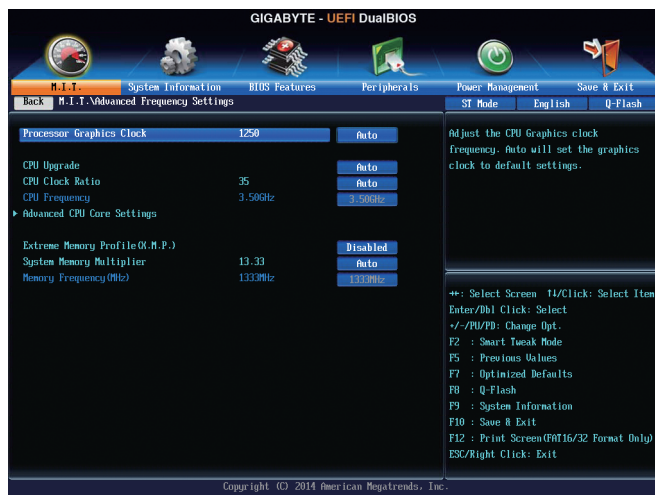 GIGABYTE - UEFI DualBIOS
M.I.T. System Information BIOS Features Peripherals Power Management Save & Exit
Back M.I.T.\Advanced Frequency Settings ST Mode English Q-Flash
Processor Graphics Clock 1250 Auto
CPU Upgrade Auto
CPU Clock Ratio 35 Auto
CPU Frequency 3.50GHz 3.50GHz
Advanced CPU Core Settings
Extreme Memory Profile(X.M.P.) Disabled
System Memory Multiplier 13.33 Auto
Memory Frequency(MHz) 1333MHz 1333MHz
Adjust the CPU Graphics clock
frequency. Auto will set the graphics
clock to default settings.
→←: Select Screen ↑↓/Click: Select Item
Enter/Dbl Click: Select
+/-/PU/PD: Change Opt.
F2 : Smart Tweak Mode
F5 : Previous Values
F7 : Optimized Defaults
F8 : Q-Flash
F9 : System Information
F10 : Save & Exit
F12 : Print Screen(FAT16/32 Format Only)
ESC/Right Click: Exit
Copyright (C) 2014 American Megatrends, Inc.